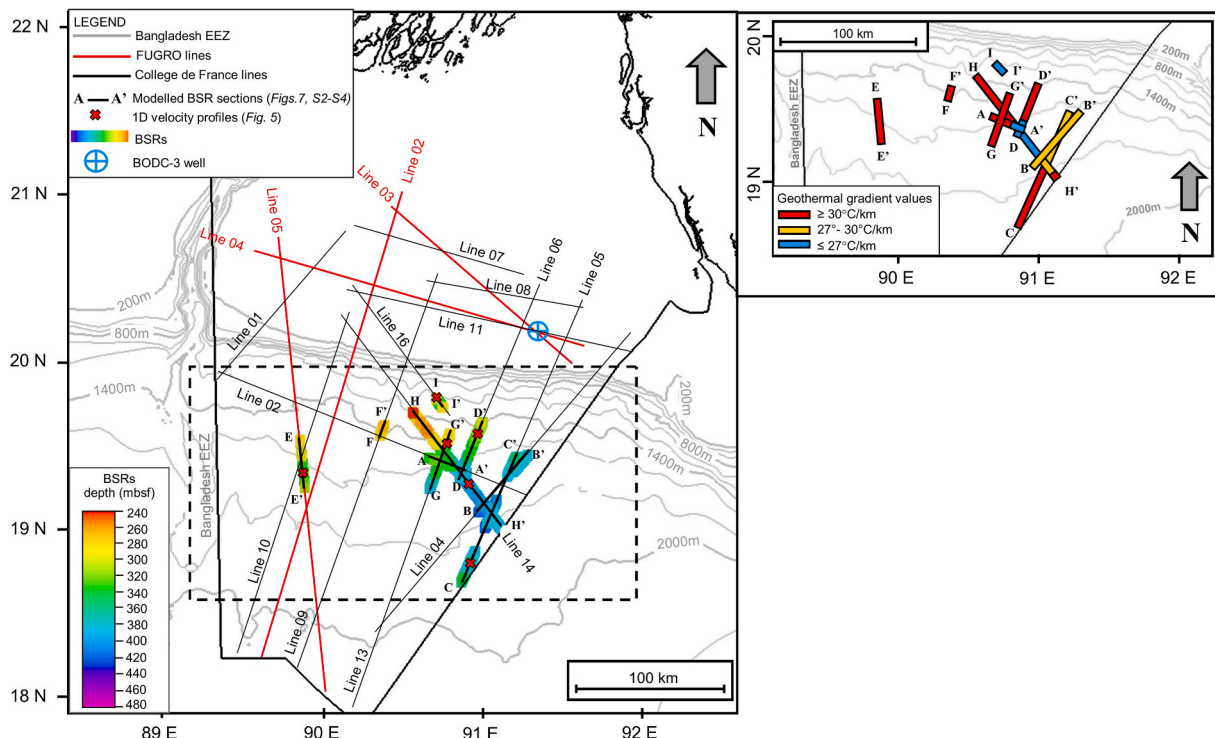 LEGEND
Bangladesh EEZ
FUGRO lines
College de France lines
A A' Modelled BSR sections (Figs.7, S2-S4)
1D velocity profiles (Fig. 5)
BSRs
BODC-3 well
22 N
21 N
20 N
19 N
18 N
89 E
90 E
91 E
92 E
N
Line 05
Line 04
Line 03
Line 02
Line 07
Line 06
Line 05
Line 08
Line 01
Line 16
Line 11
Line 02
Line 10
Line 09
Line 13
Line 04
Line 14
200m
800m
1400m
200m
800m
1400m
2000m
Bangladesh EEZ
I
I'
H
F'
F
G'
D'
E
E'
A
A'
G
D
C'
B'
B
H'
C
BSRs
depth (mbsf)
240
260
290
320
340
360
380
400
420
440
460
480
100 km
100 km
20 N
19 N
90 E
91 E
92 E
Bangladesh EEZ
200m
800m
1400m
2000m
I
I'
H
F'
F
G'
D'
E
E'
A
A'
C'
B'
G
D
B
H'
C
N
Geothermal gradient values
≥ 30°C/km
27°- 30°C/km
≤ 27°C/km